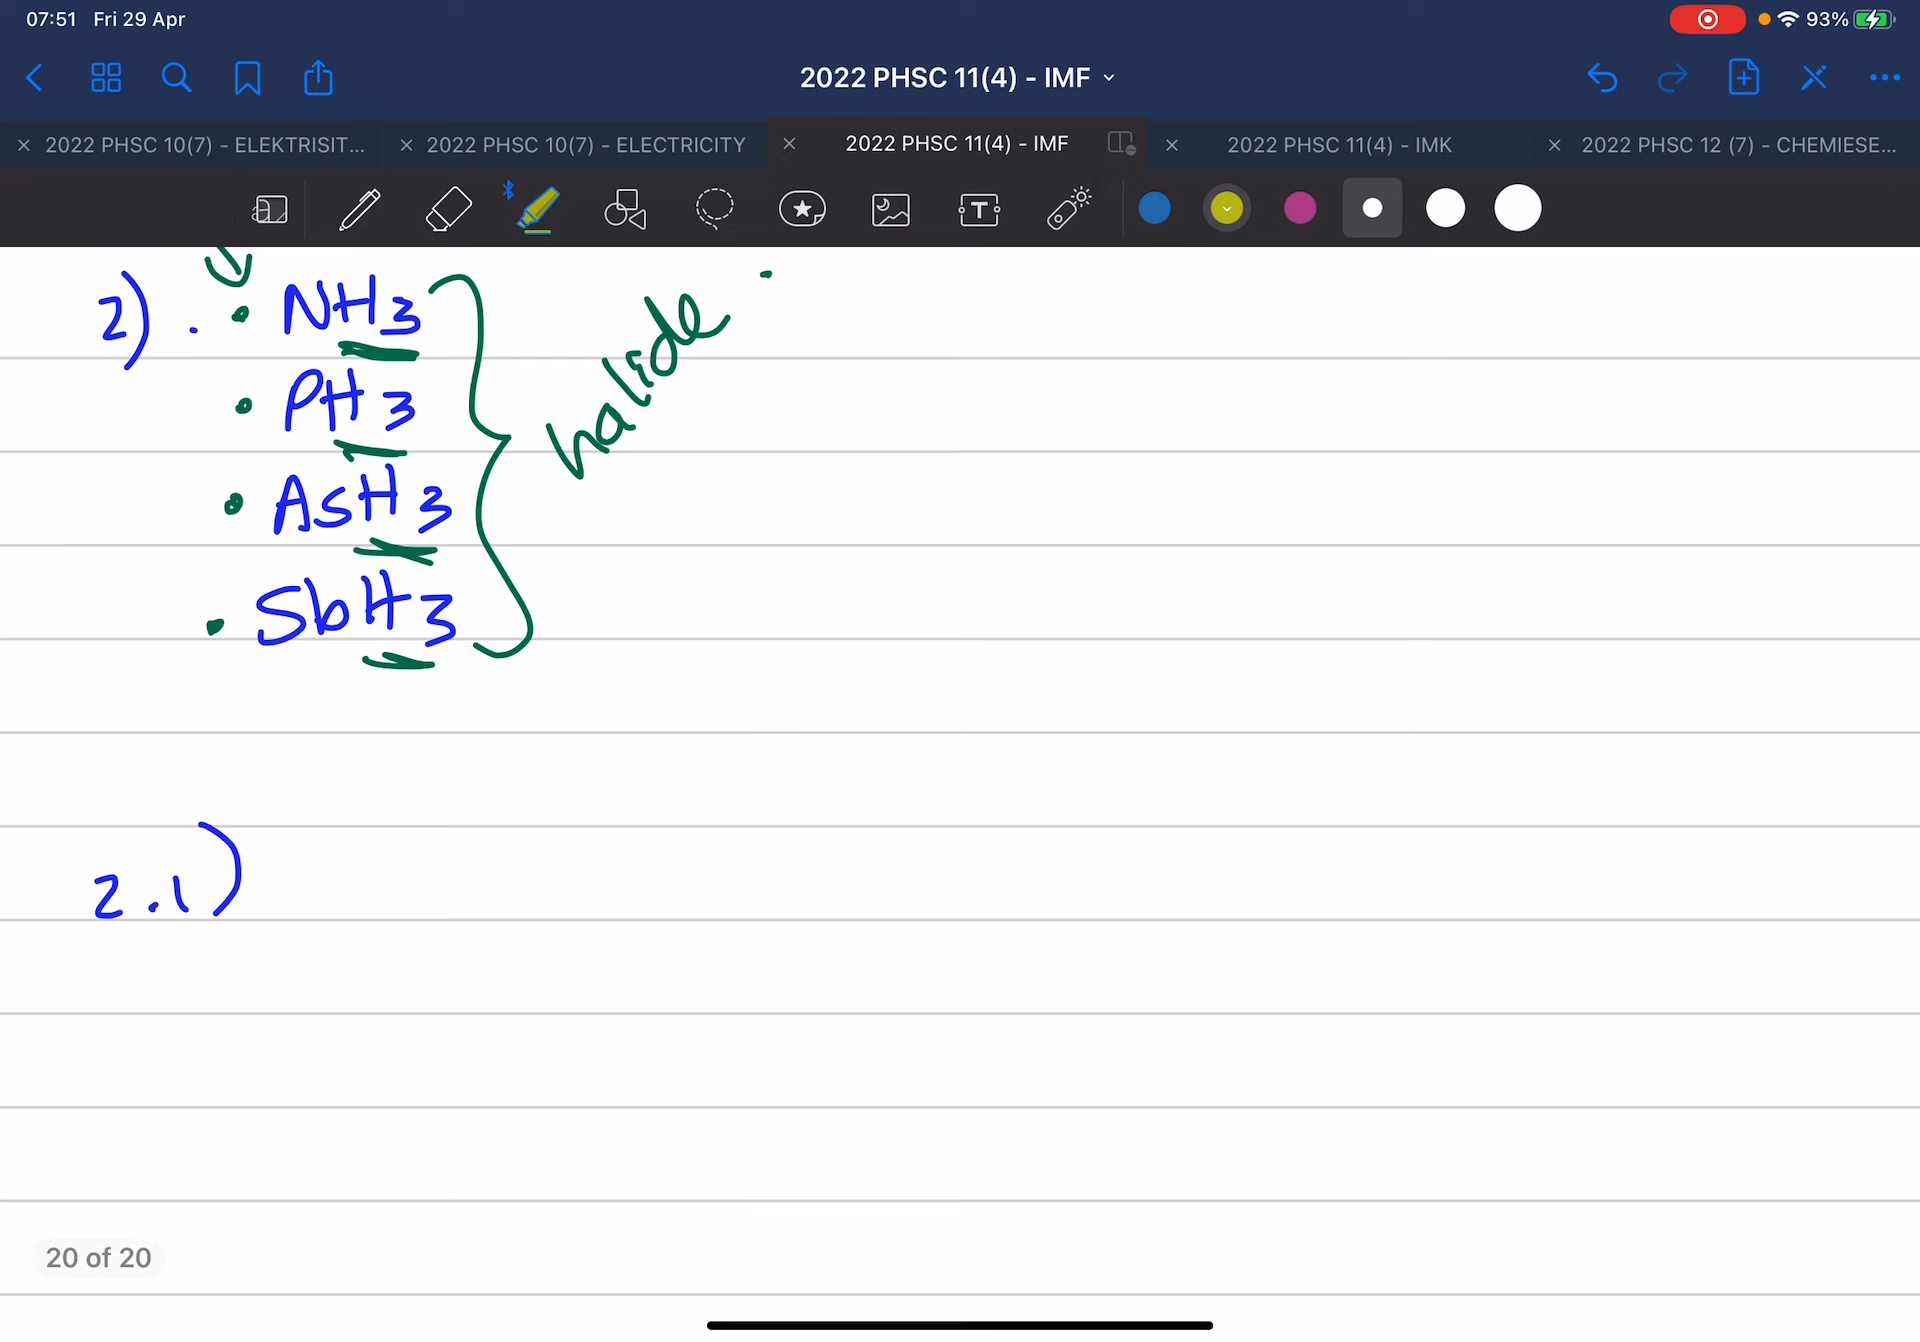 07:51 Fri 29 Apr
93%
2022 PHSC 11(4) - IMF
2022 PHSC 10(7) - ELEKTRISIT...
2022 PHSC 10(7) - ELECTRICITY
2022 PHSC 11(4) - IMF
2022 PHSC 11(4) - IMK
2022 PHSC 12 (7) - CHEMIESE...
T
2) . • NH3
• PH3
• AsH3
• SbH3
halide
2.1)
20 of 20